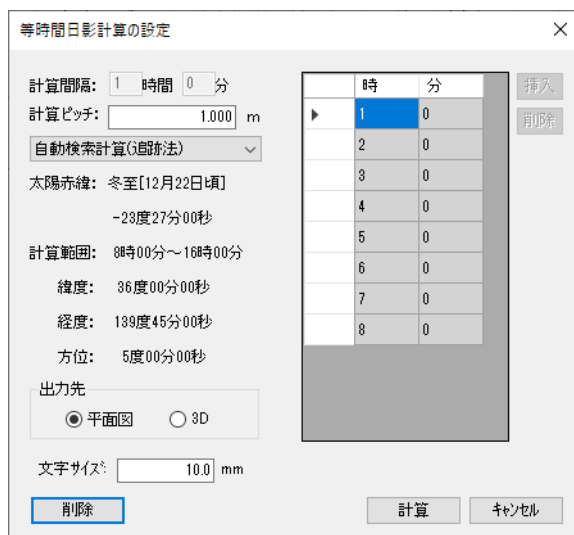 等時間日影計算の設定
計算間隔: 1 時間 0 分
計算ピッチ: 1.000 m
自動検索計算(追跡法)
太陽赤緯: 冬至[12月22日頃]
-23度27分00秒
計算範囲: 8時00分～16時00分
緯度: 36度00分00秒
経度: 139度45分00秒
方位: 5度00分00秒
出力先
平面図 3D
文字サイズ: 10.0 mm
削除
時 分
1 0
2 0
3 0
4 0
5 0
6 0
7 0
8 0
挿入
削除
計算 キャンセル